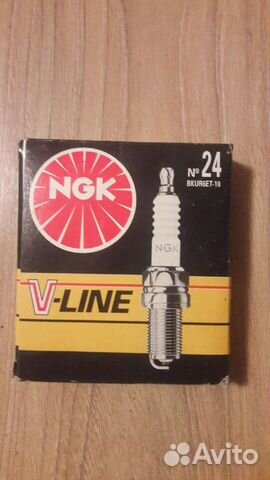 NGK
Nº 24
BKUR6ET-10
NGK
V-LINE
Avito